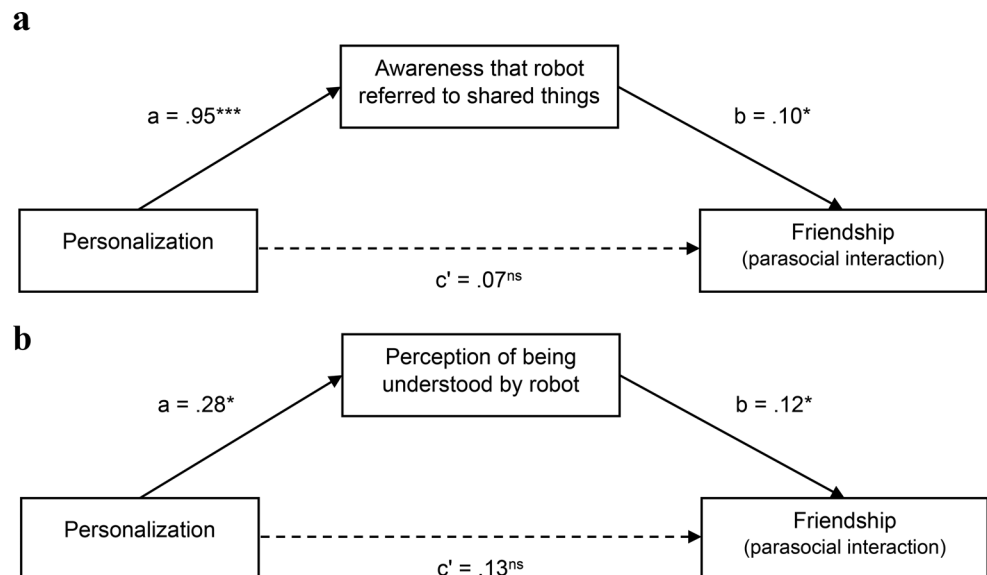 a
Awareness that robot
referred to shared things
a = .95***
b = .10*
Personalization
Friendship
(parasocial interaction)
c' = .07ns
b
Perception of being
understood by robot
a = .28*
b = .12*
Personalization
Friendship
(parasocial interaction)
c' = .13ns